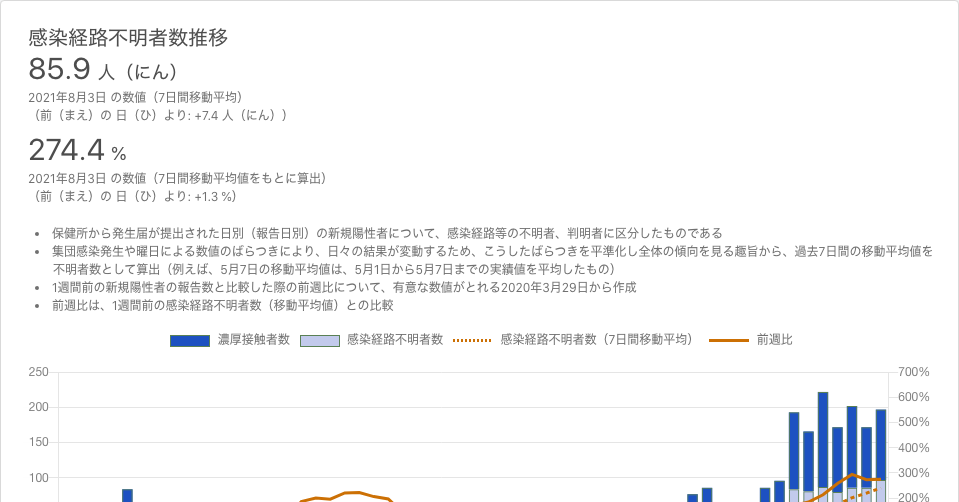 感染経路不明者数推移
85.9 人（にん）
2021年8月3日 の数値（7日間移動平均）
（前（まえ）の 日（ひ）より: +7.4 人（にん））
274.4 %
2021年8月3日 の数値（7日間移動平均値をもとに算出）
（前（まえ）の 日（ひ）より: +1.3 %）
• 保健所から発生届が提出された日別（報告日別）の新規陽性者について、感染経路等の不明者、判明者に区分したものである
• 集団感染発生や曜日による数値のばらつきにより、日々の結果が変動するため、こうしたばらつきを平準化し全体の傾向を見る趣旨から、過去7日間の移動平均値を
不明者数として算出（例えば、5月7日の移動平均値は、5月1日から5月7日までの実績値を平均したもの）
• 1週間前の新規陽性者の報告数と比較した際の前週比について、有意な数値がとれる2020年3月29日から作成
• 前週比は、1週間前の感染経路不明者数（移動平均値）との比較
濃厚接触者数 感染経路不明者数 感染経路不明者数（7日間移動平均） 前週比
250 700%
600%
200
500%
150
400%
300%
100
200%